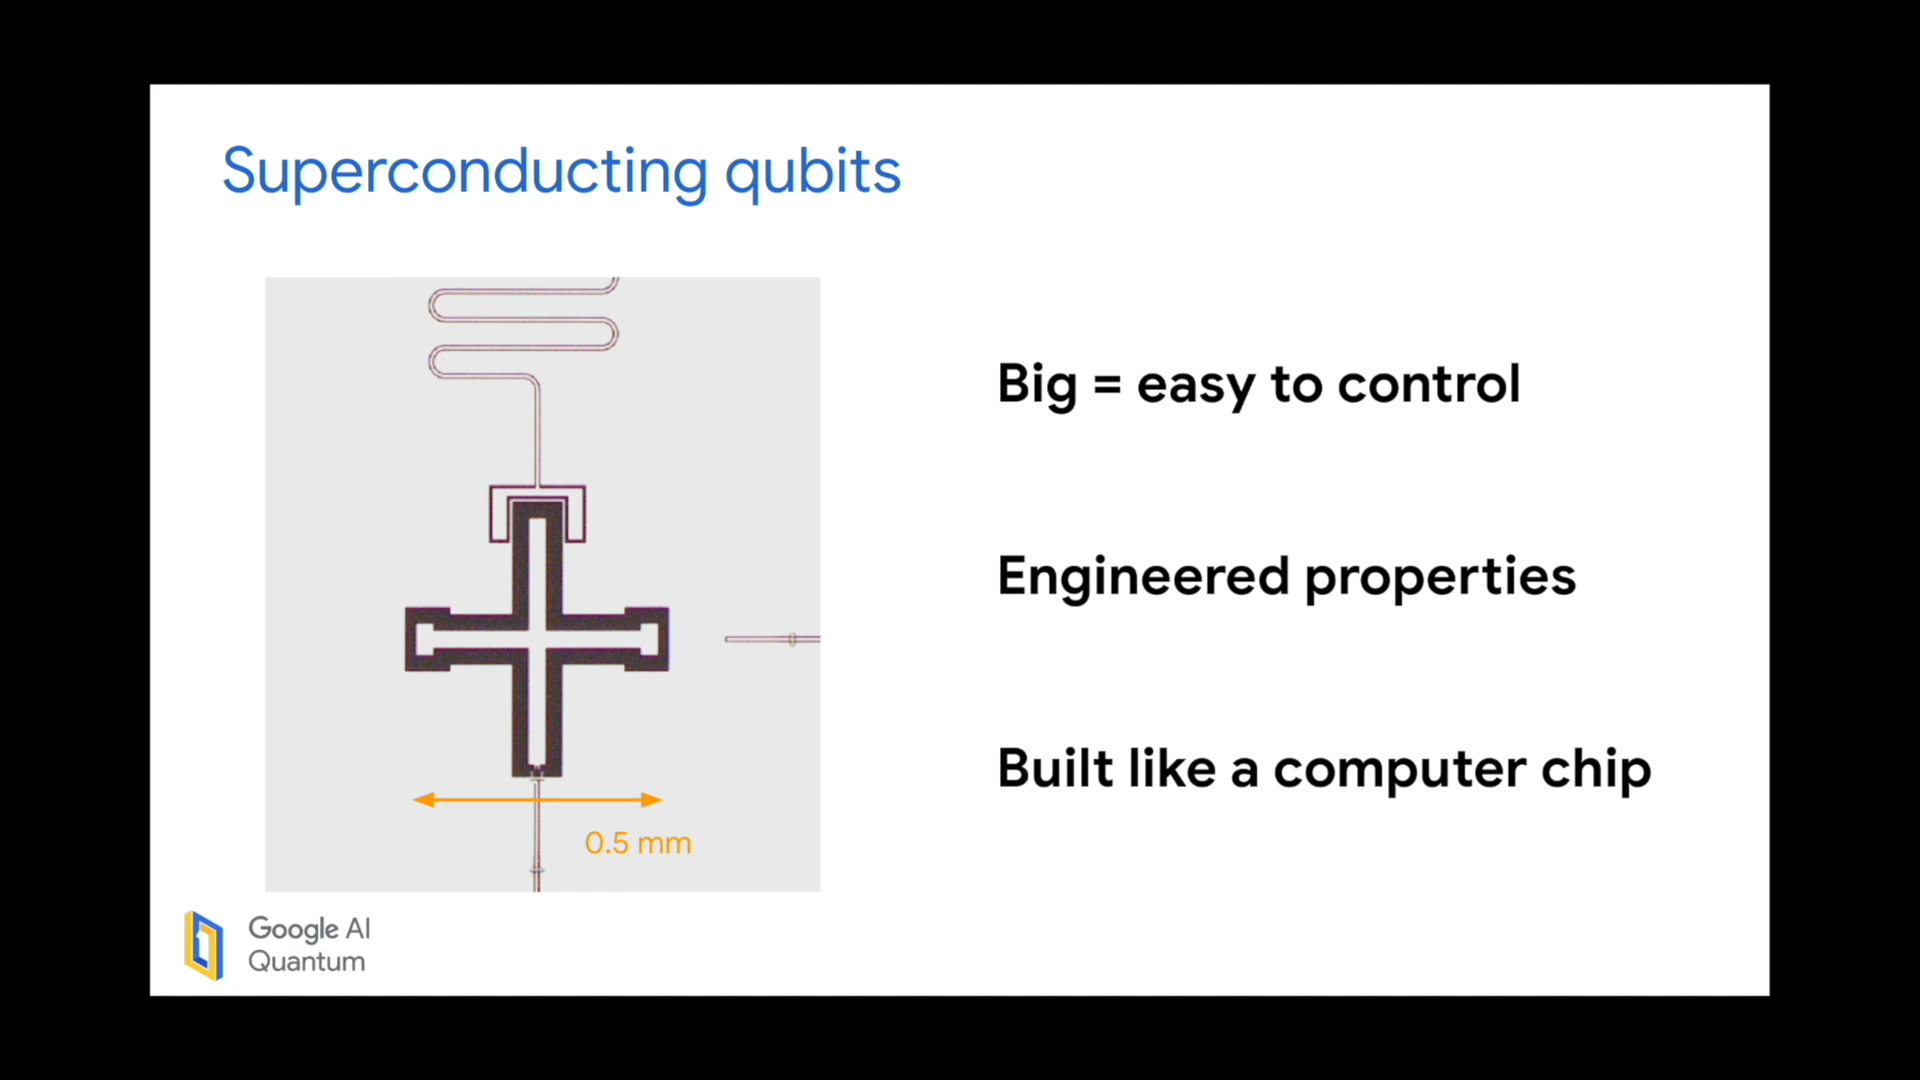 Superconducting qubits
Big = easy to control
Engineered properties
Built like a computer chip
0.5 mm
Google AI
Quantum